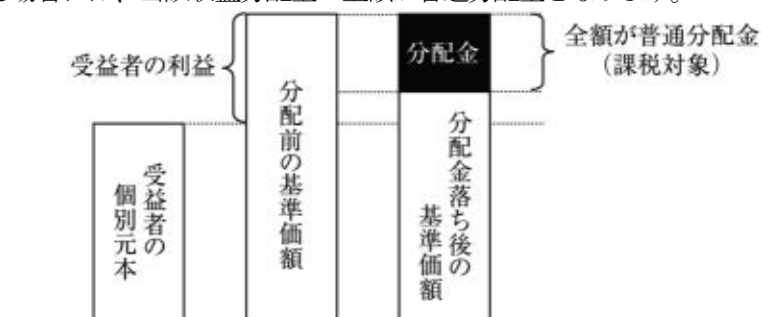 受益者の利益
分配金
全額が普通分配金
（課税対象）
受益者の
個別元本
分配前の基準価額
分配金落ち後の
基準価額